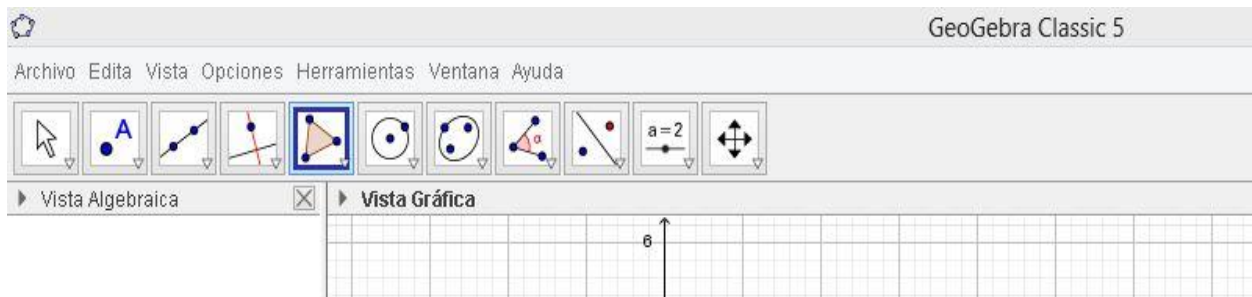 GeoGebra Classic 5
Archivo Edita Vista Opciones Herramientas Ventana Ayuda
A
α
a=2
Vista Algebraica
Vista Gráfica
6